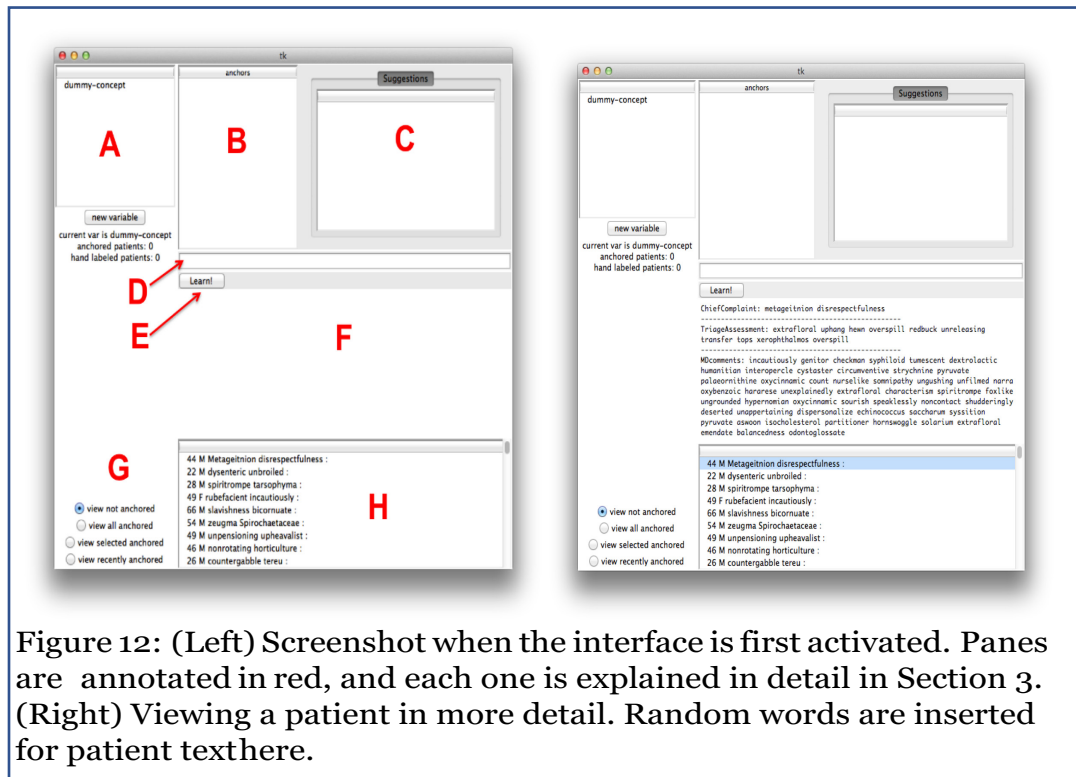 tk
anchors
Suggestions
dummy-concept
A
B
C
new variable
current var is dummy-concept
anchored patients: 0
hand labeled patients: 0
D
Learn!
E
F
G
44 M Metageitnion disrespectfulness :
22 M dysenteric unbroiled :
28 M spiritrompe tarsophyma :
49 F rubefacient incautiously :
66 M slavishness bicornuate :
54 M zeugma Spirochaetaceae :
49 M unpensioning upheavalist :
46 M nonrotating horticulture :
26 M countergabble tereu :
H
view not anchored
view all anchored
view selected anchored
view recently anchored
tk
anchors
Suggestions
dummy-concept
new variable
current var is dummy-concept
anchored patients: 0
hand labeled patients: 0
Learn!
ChiefComplaint: metageitnion disrespectfulness
------------------------------------------------
TriageAssessment: extrafloral uphang hewn overspill redbuck unreleasing
transfer tops xerophthalmos overspill
------------------------------------------------
MDcomments: incautiously genitor checkman syphiloid tumescent dextrolactic
humanitian interopercle cystaster circumventive strychnine pyruvate
palaeornithine oxycinnamic count nurselike somnipathy ungushing unfilmed narra
oxybenzoic hararese unexplainedly extrafloral characterism spiritrompe foxlike
ungrounded hypernomian oxycinnamic sourish speaklessly noncontact shudderingly
deserted unappertaining dispersonalize echinococcus saccharum syssition
pyruvate aswoon isocholesterol partitioner hornswoggle solarium extrafloral
emendate balancedness odontoglossate
44 M Metageitnion disrespectfulness :
22 M dysenteric unbroiled :
28 M spiritrompe tarsophyma :
49 F rubefacient incautiously :
66 M slavishness bicornuate :
54 M zeugma Spirochaetaceae :
49 M unpensioning upheavalist :
46 M nonrotating horticulture :
26 M countergabble tereu :
view not anchored
view all anchored
view selected anchored
view recently anchored
Figure 12: (Left) Screenshot when the interface is first activated. Panes
are annotated in red, and each one is explained in detail in Section 3.
(Right) Viewing a patient in more detail. Random words are inserted
for patient texthere.